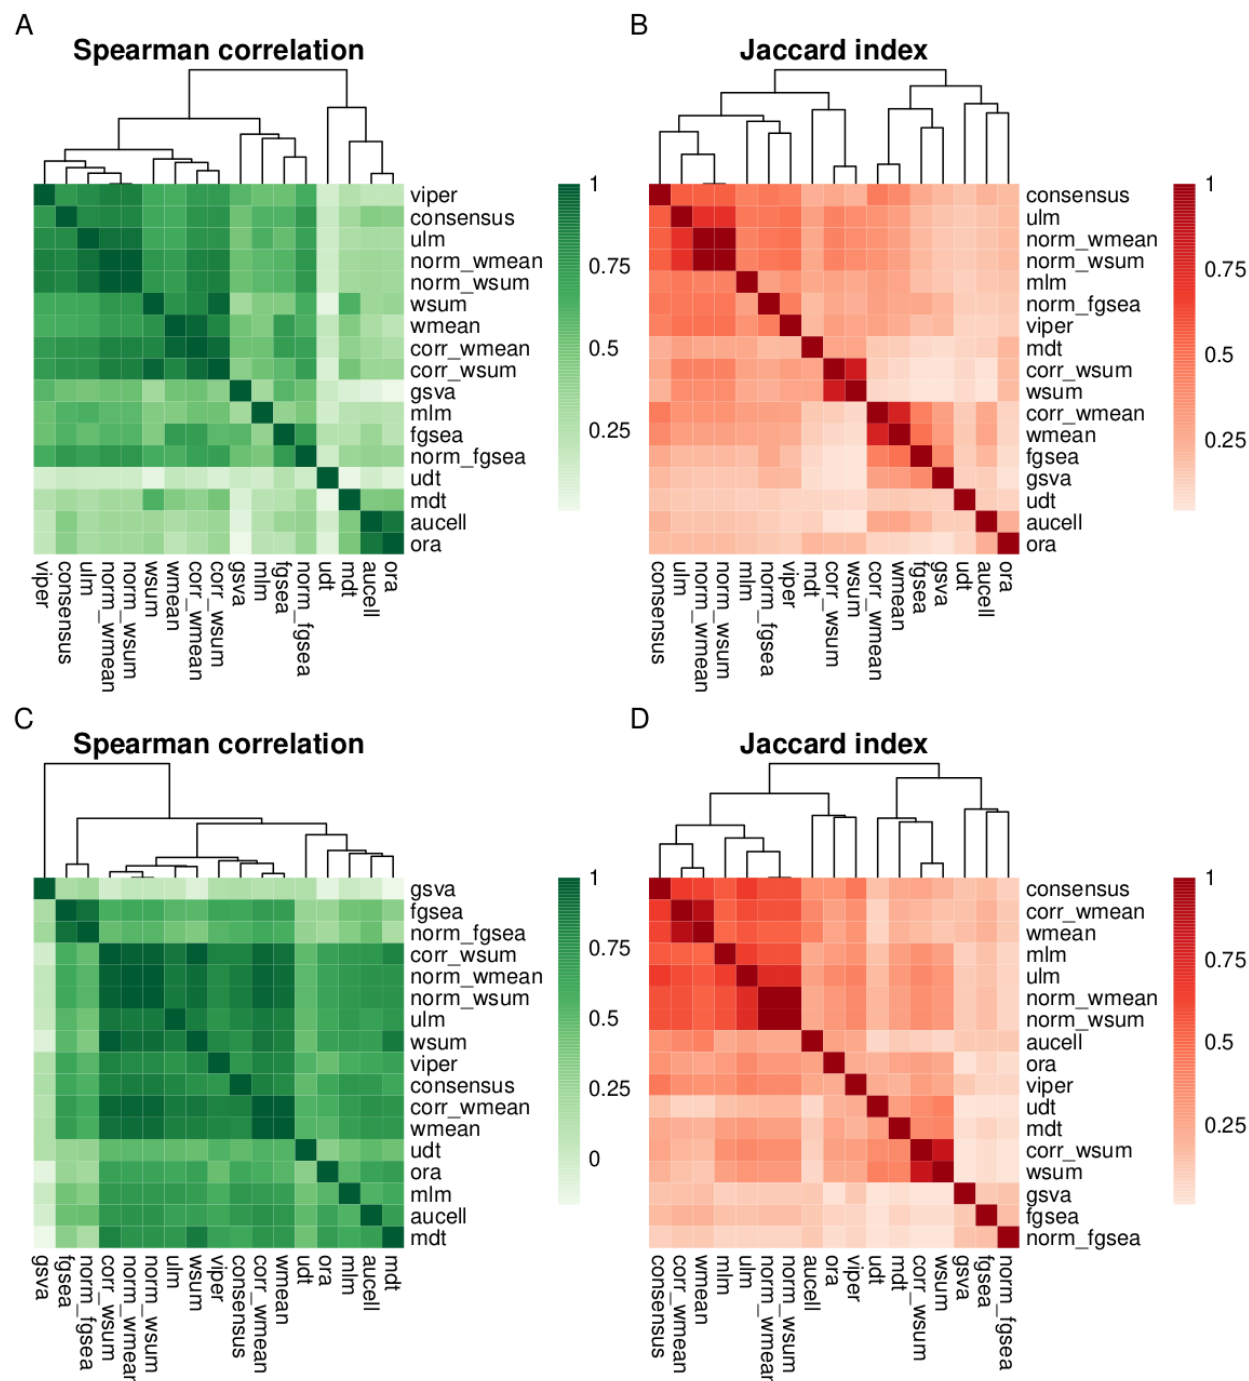 A
Spearman correlation
viper
consensus
ulm
norm_wmean
norm_wsum
wsum
wmean
corr_wmean
corr_wsum
gsva
mlm
fgsea
norm_fgsea
udt
mdt
aucell
ora
1
0.75
0.5
0.25
viper
consensus
ulm
norm_wmean
norm_wsum
wsum
wmean
corr_wmean
corr_wsum
gsva
mlm
fgsea
norm_fgsea
udt
mdt
aucell
ora
B
Jaccard index
consensus
ulm
norm_wmean
norm_wsum
mlm
norm_fgsea
viper
mdt
corr_wsum
wsum
corr_wmean
wmean
fgsea
gsva
udt
aucell
ora
1
0.75
0.5
0.25
consensus
ulm
norm_wmean
norm_wsum
mlm
norm_fgsea
viper
mdt
corr_wsum
wsum
corr_wmean
wmean
fgsea
gsva
udt
aucell
ora
C
Spearman correlation
gsva
fgsea
norm_fgsea
corr_wsum
norm_wmean
norm_wsum
ulm
wsum
viper
consensus
corr_wmean
wmean
udt
ora
mlm
aucell
mdt
1
0.75
0.5
0.25
0
gsva
fgsea
norm_fgsea
corr_wsum
norm_wmear
norm_wsum
ulm
wsum
viper
consensus
corr_wmean
wmean
udt
ora
mlm
aucell
mdt
D
Jaccard index
consensus
corr_wmean
wmean
mlm
ulm
norm_wmean
norm_wsum
aucell
ora
viper
udt
mdt
corr_wsum
wsum
gsva
fgsea
norm_fgsea
1
0.75
0.5
0.25
consensus
corr_wmean
wmean
mlm
ulm
norm_wmear
norm_wsum
aucell
ora
viper
udt
mdt
corr_wsum
wsum
gsva
fgsea
norm_fgsea